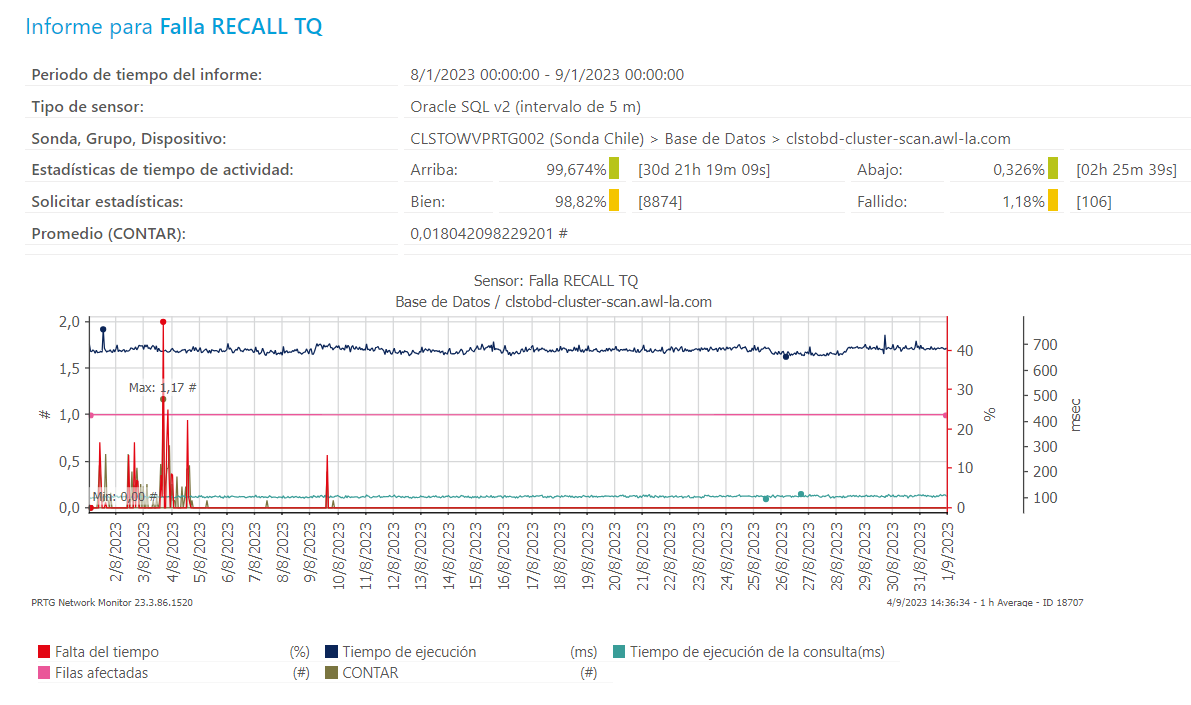 Informe para Falla RECALL TQ
Periodo de tiempo del informe: 8/1/2023 00:00:00 - 9/1/2023 00:00:00
Tipo de sensor: Oracle SQL v2 (intervalo de 5 m)
Sonda, Grupo, Dispositivo: CLSTOWVPRTG002 (Sonda Chile) > Base de Datos > clstobd-cluster-scan.awl-la.com
Estadísticas de tiempo de actividad: Arriba: 99,674% [30d 21h 19m 09s] Abajo: 0,326% [02h 25m 39s]
Solicitar estadísticas: Bien: 98,82% [8874] Fallido: 1,18% [106]
Promedio (CONTAR): 0,018042098229201 #
Sensor: Falla RECALL TQ
Base de Datos / clstobd-cluster-scan.awl-la.com
2,0
1,5
1,0
0,5
0,0
#
Max: 1,17 #
Min: 0,00 #
40
30
20
10
0
%
700
600
500
400
300
200
100
msec
2/8/2023 3/8/2023 4/8/2023 5/8/2023 6/8/2023 7/8/2023 8/8/2023 9/8/2023 10/8/2023 11/8/2023 12/8/2023 13/8/2023 14/8/2023 15/8/2023 16/8/2023 17/8/2023 18/8/2023 19/8/2023 20/8/2023 21/8/2023 22/8/2023 23/8/2023 24/8/2023 25/8/2023 26/8/2023 27/8/2023 28/8/2023 29/8/2023 30/8/2023 31/8/2023 1/9/2023
PRTG Network Monitor 23.3.86.1520 4/9/2023 14:36:34 - 1 h Average - ID 18707
Falta del tiempo (%) Tiempo de ejecución (ms) Tiempo de ejecución de la consulta(ms)
Filas afectadas (#) CONTAR (#)